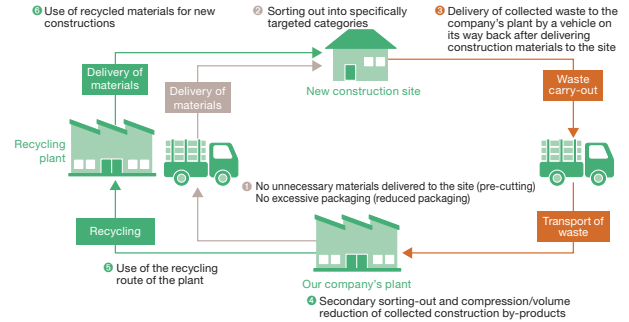 ❻ Use of recycled materials for new
constructions
❷ Sorting out into specifically
targeted categories
❸ Delivery of collected waste to the
company's plant by a vehicle on
its way back after delivering
construction materials to the site
Delivery of
materials
Delivery of
materials
New construction site
Waste
carry-out
Recycling
plant
❶ No unnecessary materials delivered to the site (pre-cutting)
No excessive packaging (reduced packaging)
Recycling
Transport of
waste
❺ Use of the recycling
route of the plant
Our company's plant
❹ Secondary sorting-out and compression/volume
reduction of collected construction by-products